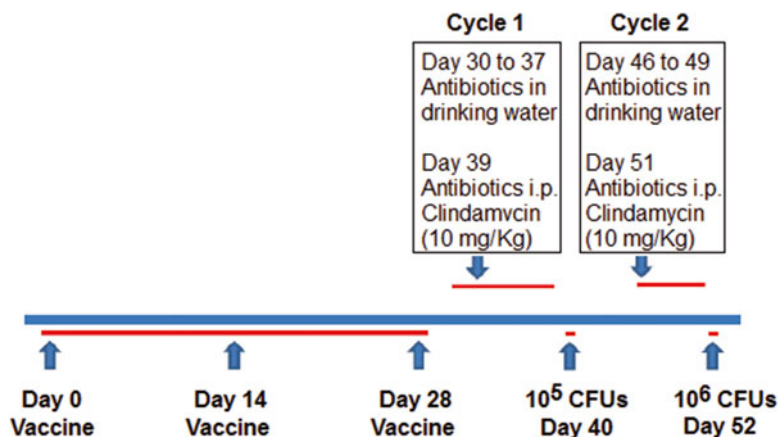 Cycle 1
Day 30 to 37
Antibiotics in
drinking water
Day 39
Antibiotics i.p.
Clindamvcin
(10 mg/Kg)
Cycle 2
Day 46 to 49
Antibiotics in
drinking water
Day 51
Antibiotics i.p.
Clindamycin
(10 mg/Kg)
Day 0
Vaccine
Day 14
Vaccine
Day 28
Vaccine
10⁵ CFUs
Day 40
10⁶ CFUs
Day 52